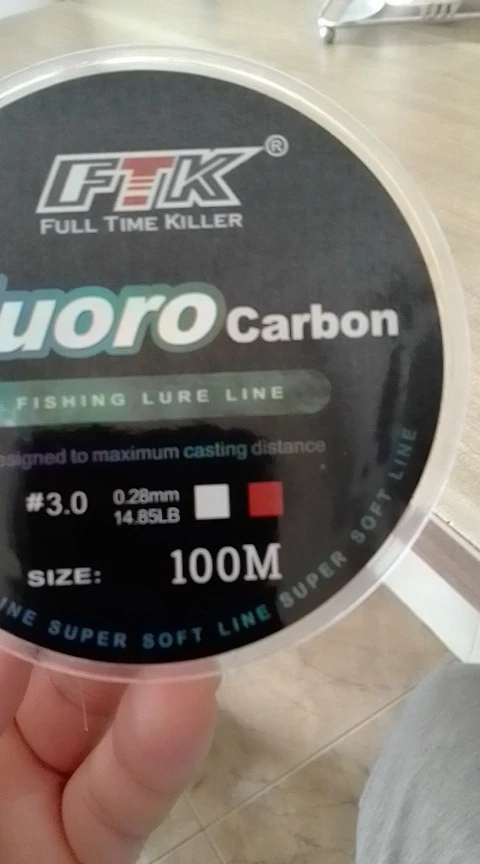 FTK®
FULL TIME KILLER
uoro Carbon
FISHING LURE LINE
esigned to maximum casting distance
#3.0 0.28mm
14.85LB
SIZE: 100M
INE SUPER SOFT LINE SUPER SOFT LINE